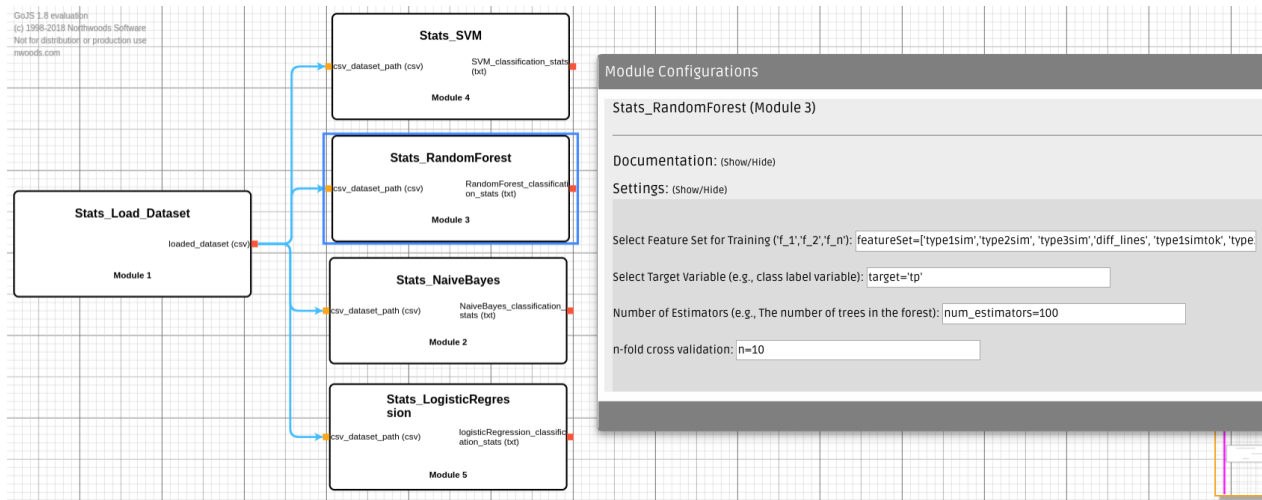 GoJS 1.8 evaluation
(c) 1998-2018 Northwoods Software
Not for distribution or production use
nwoods.com
Stats_SVM
csv_dataset_path (csv)
SVM_classification_stats
(txt)
Module 4
Stats_RandomForest
csv_dataset_path (csv)
RandomForest_classificati
on_stats (txt)
Module 3
Stats_Load_Dataset
loaded_dataset (csv)
Module 1
Stats_NaiveBayes
csv_dataset_path (csv)
NaiveBayes_classification_
stats (txt)
Module 2
Stats_LogisticRegres
sion
csv_dataset_path (csv)
logisticRegression_classific
ation_stats (txt)
Module 5
Module Configurations
Stats_RandomForest (Module 3)
Documentation: (Show/Hide)
Settings: (Show/Hide)
Select Feature Set for Training ('f_1','f_2','f_n'): featureSet=['type1sim','type2sim', 'type3sim','diff_lines', 'type1simtok', 'type
Select Target Variable (e.g., class label variable): target='tp'
Number of Estimators (e.g., The number of trees in the forest): num_estimators=100
n-fold cross validation: n=10